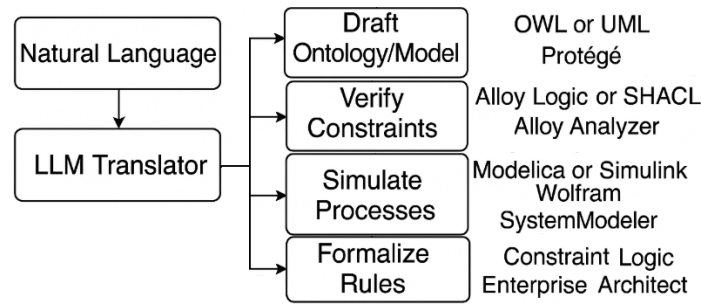 Natural Language
LLM Translator
Draft
Ontology/Model
OWL or UML
Protégé
Verify
Constraints
Alloy Logic or SHACL
Alloy Analyzer
Simulate
Processes
Modelica or Simulink
Wolfram
SystemModeler
Formalize
Rules
Constraint Logic
Enterprise Architect